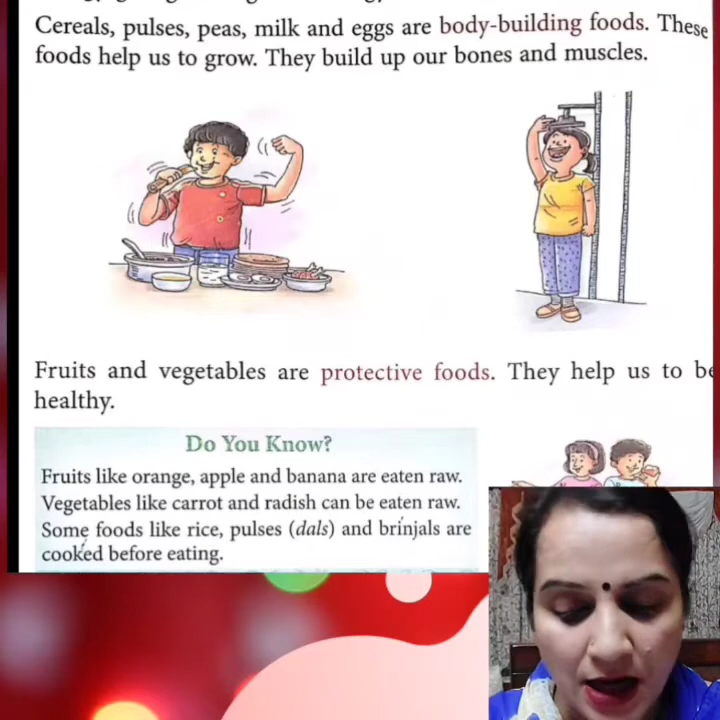 Cereals, pulses, peas, milk and eggs are body-building foods. These
foods help us to grow. They build up our bones and muscles.
Fruits and vegetables are protective foods. They help us to be
healthy.
Do You Know?
Fruits like orange, apple and banana are eaten raw.
Vegetables like carrot and radish can be eaten raw.
Some foods like rice, pulses (dals) and brinjals are
cooked before eating.